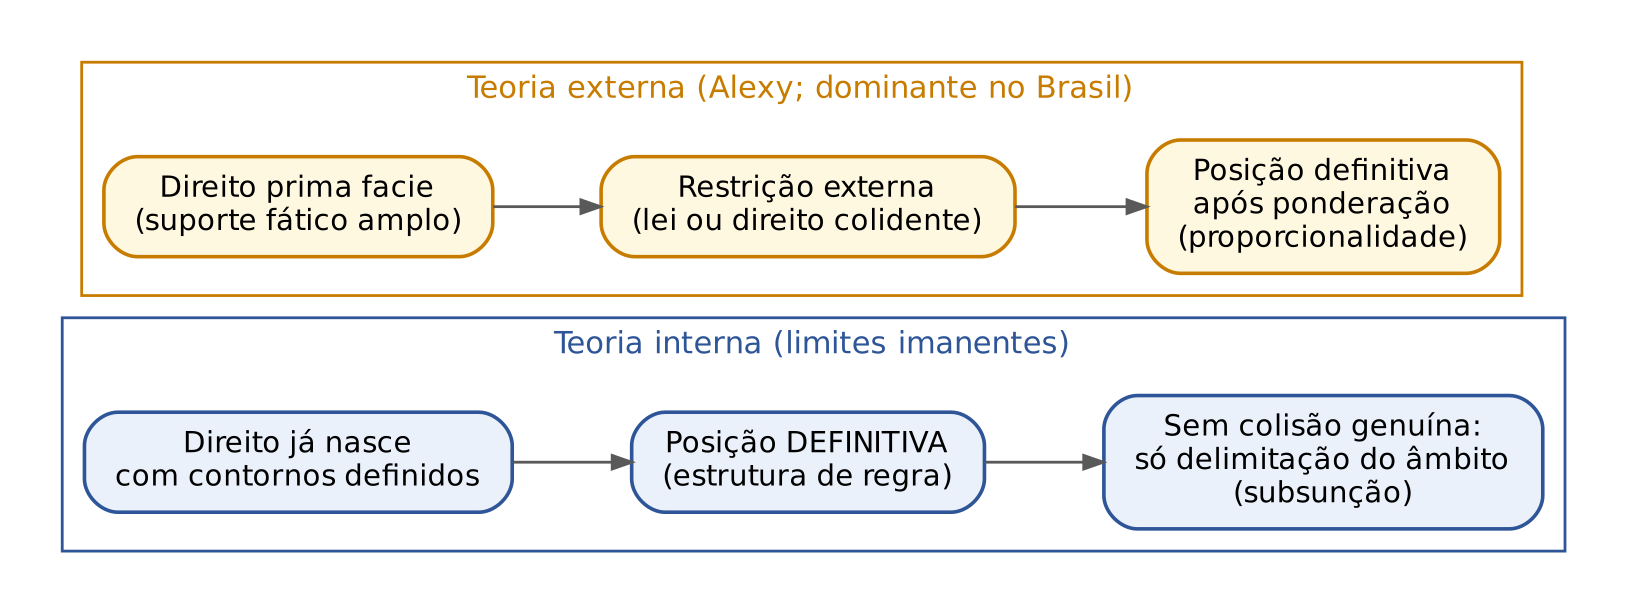 Teoria externa (Alexy; dominante no Brasil)
Direito prima facie
(suporte fático amplo)
Restrição externa
(lei ou direito colidente)
Posição definitiva
após ponderação
(proporcionalidade)
Teoria interna (limites imanentes)
Direito já nasce
com contornos definidos
Posição DEFINITIVA
(estrutura de regra)
Sem colisão genuína:
só delimitação do âmbito
(subsunção)